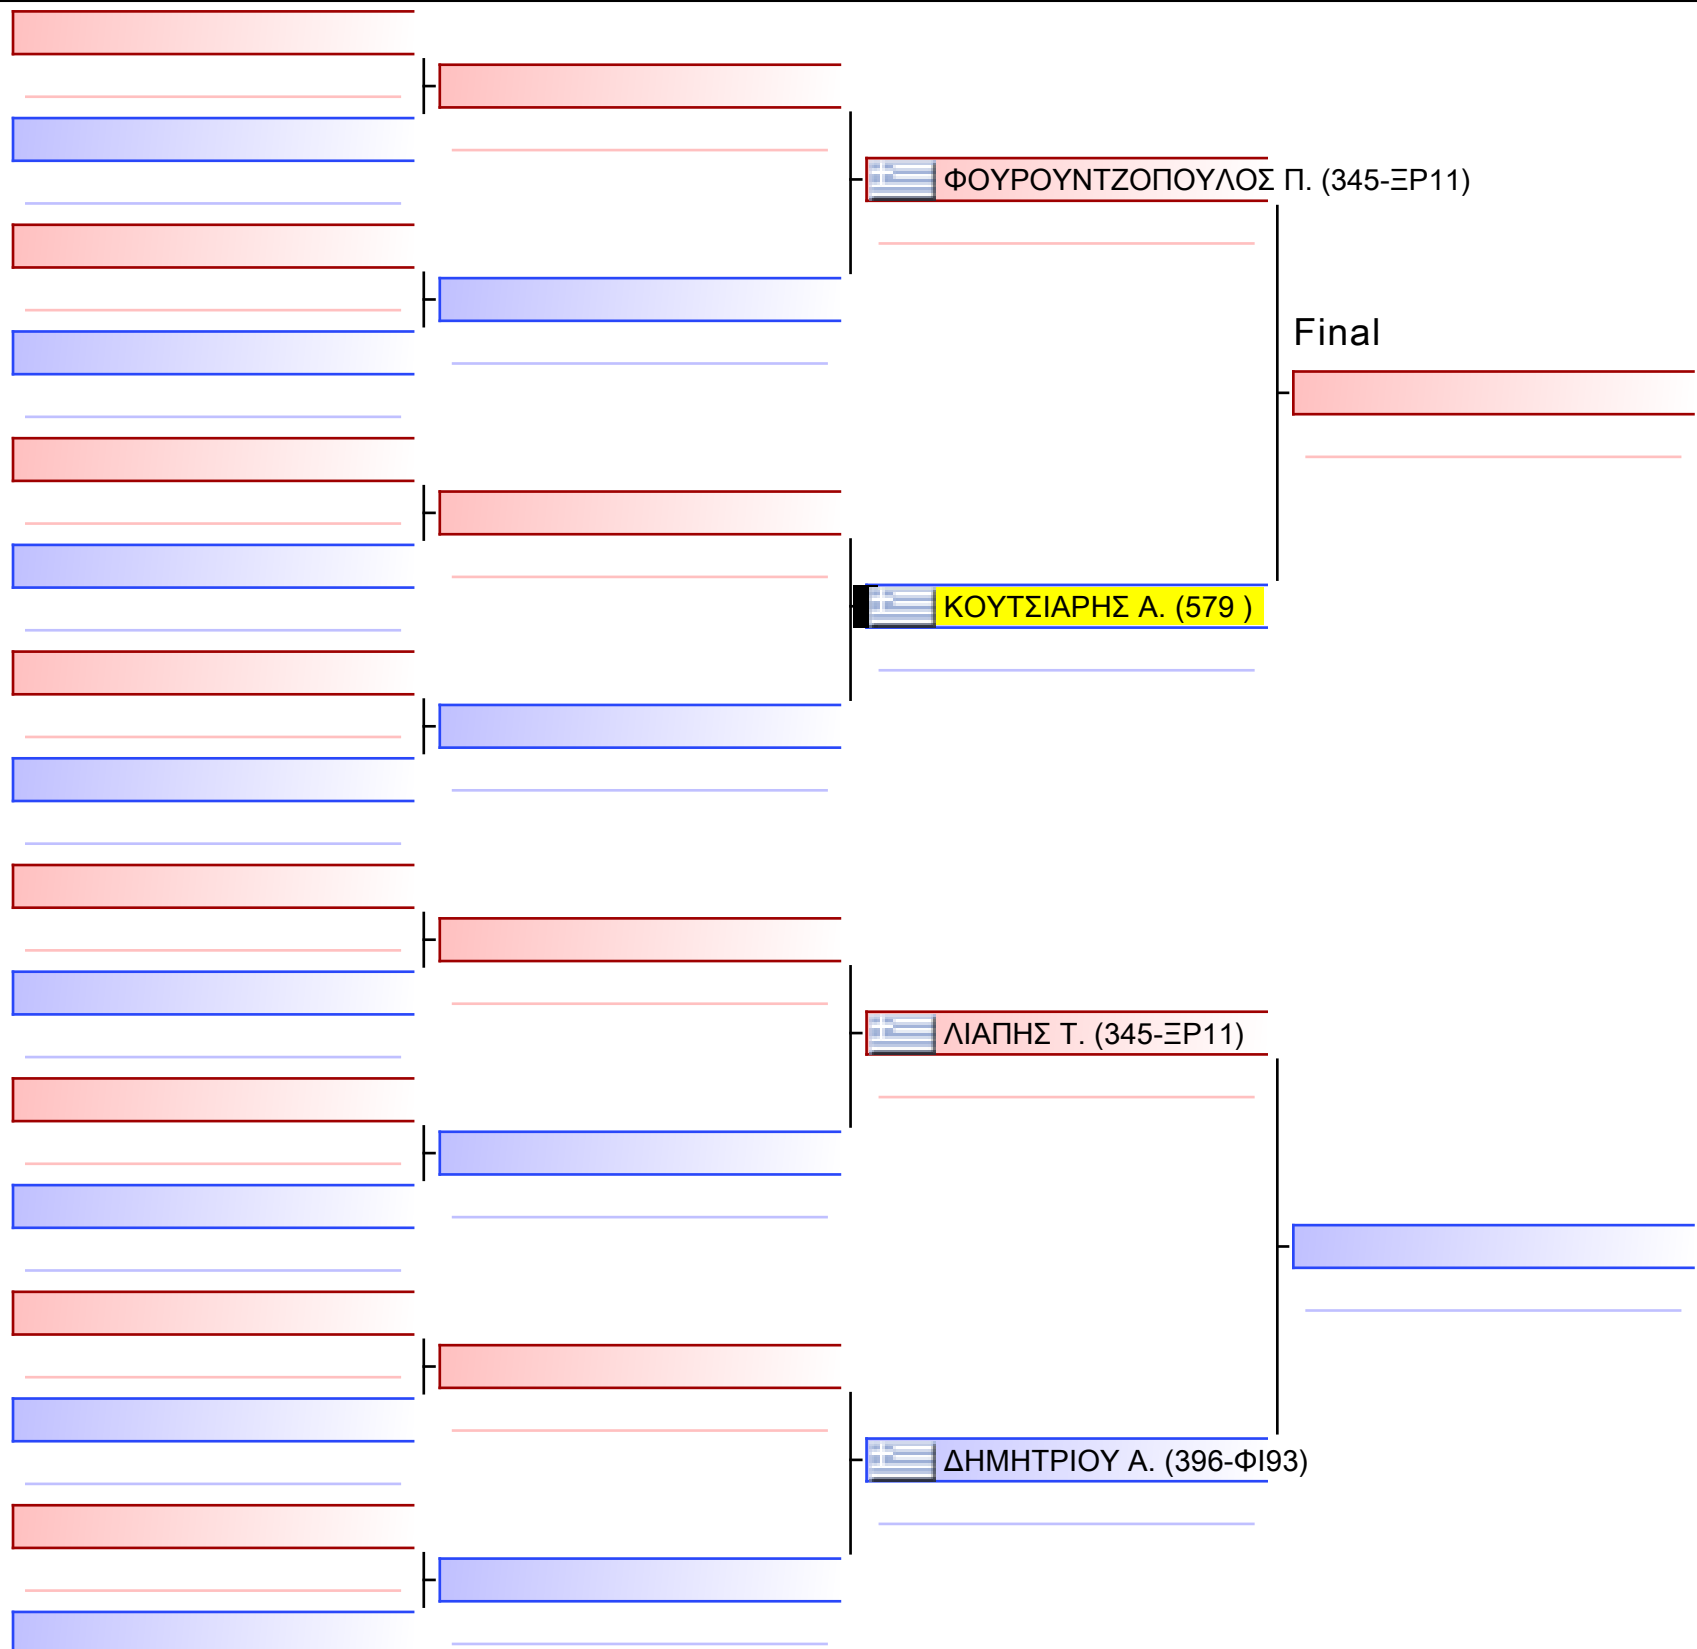 ΦΟΥΡΟΥΝΤΖΟΠΟΥΛΟΣ Π. (345-ΞΡ11)
Final
ΚΟΥΤΣΙΑΡΗΣ Α. (579 )
ΛΙΑΠΗΣ Τ. (345-ΞΡ11)
ΔΗΜΗΤΡΙΟΥ Α. (396-ΦΙ93)